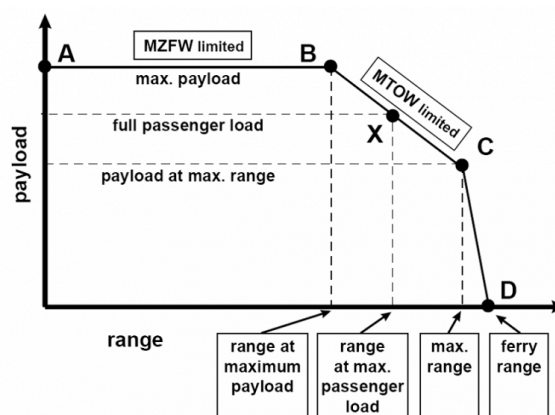 A
MZFW limited
B
max. payload
MTOW limited
full passenger load
X
C
payload at max. range
payload
D
range
range at
maximum
payload
range
at max.
passenger
load
max.
range
ferry
range